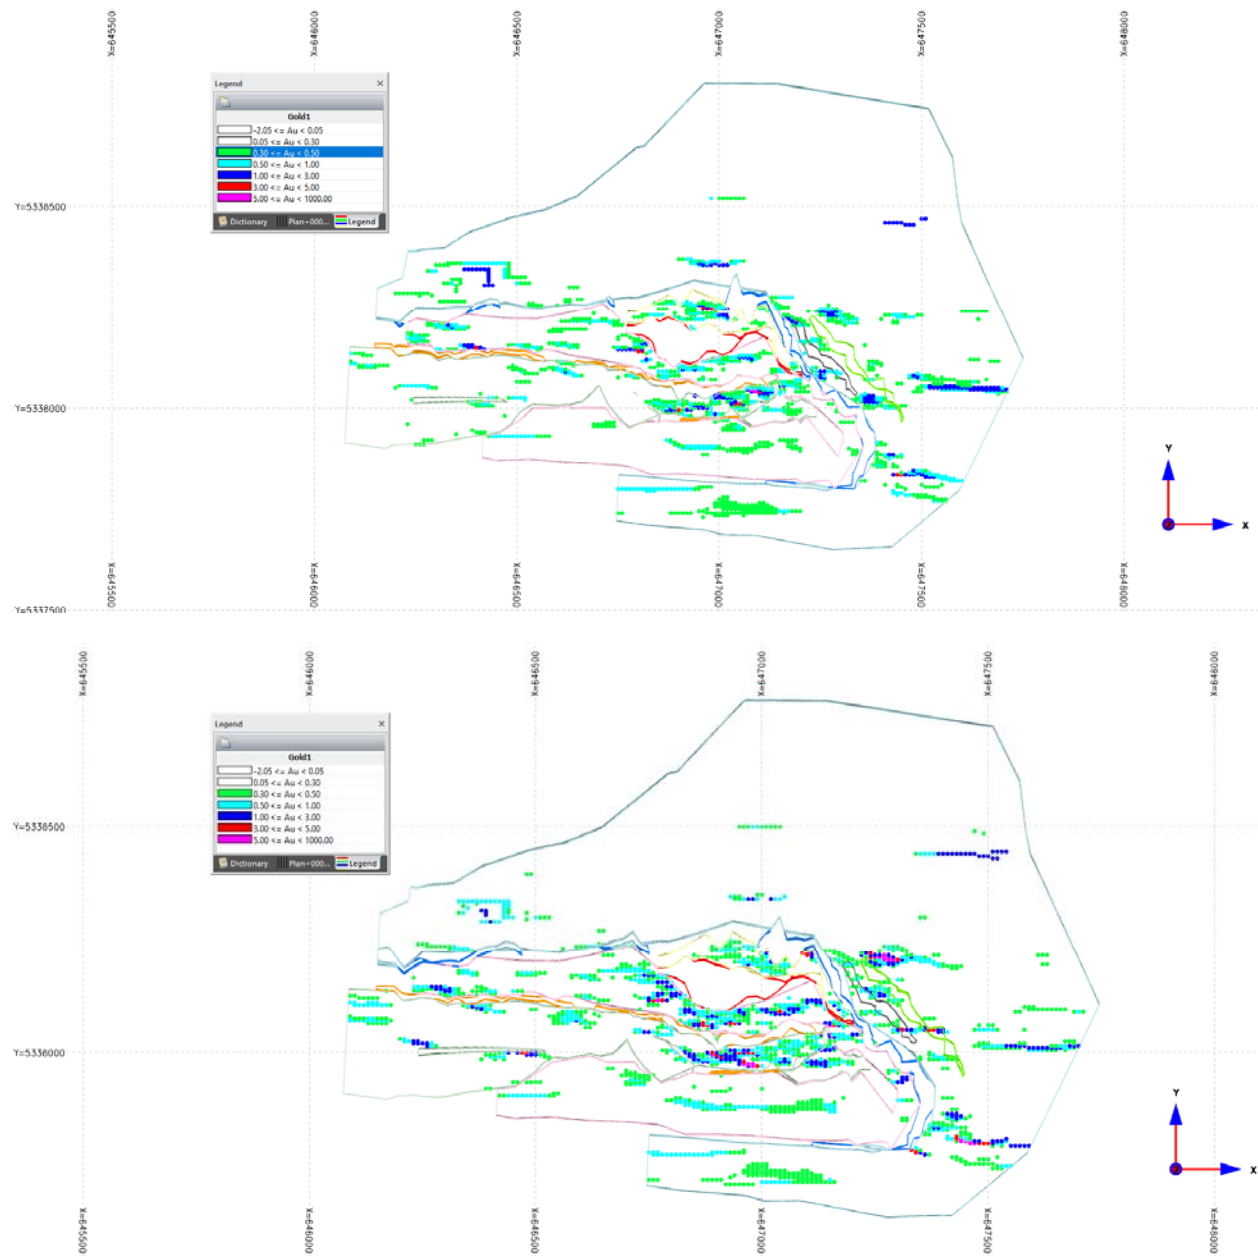 X=645500 X=646000 X=646500 X=647000 X=647500 X=648000
Legend
Gold1
-2.05 <= Au < 0.05
0.05 <= Au < 0.30
0.30 <= Au < 0.50
0.50 <= Au < 1.00
1.00 <= Au < 3.00
3.00 <= Au < 5.00
5.00 <= Au < 1000.00
Dictionary Plan+000... Legend
Y=5338500
Y=5338000
Y
X
X=645500 X=646000 X=646500 X=647000 X=647500 X=648000
Y=5337500
X=645500 X=646000 X=646500 X=647000 X=647500 X=648000
Legend
Gold1
-2.05 <= Au < 0.05
0.05 <= Au < 0.30
0.30 <= Au < 0.50
0.50 <= Au < 1.00
1.00 <= Au < 3.00
3.00 <= Au < 5.00
5.00 <= Au < 1000.00
Dictionary Plan+000... Legend
Y=5338500
Y=5338000
Y
X
X=645500 X=646000 X=646500 X=647000 X=647500 X=648000